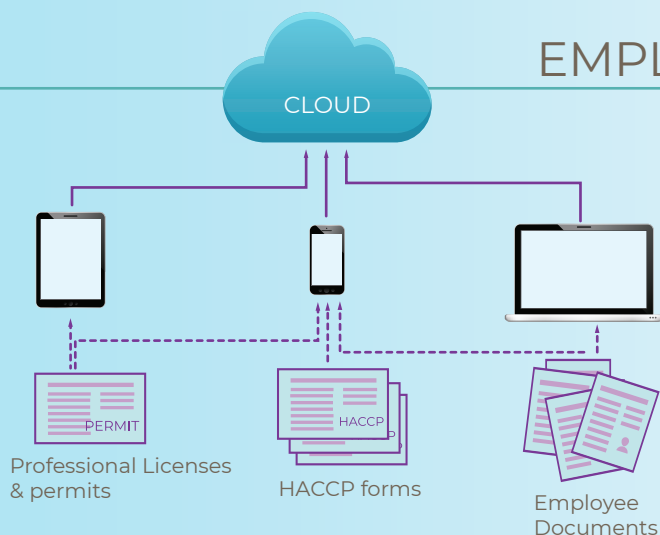 EMPL
CLOUD
PERMIT
HACCP
P
Professional Licenses
& permits
HACCP forms
Employee
Documents